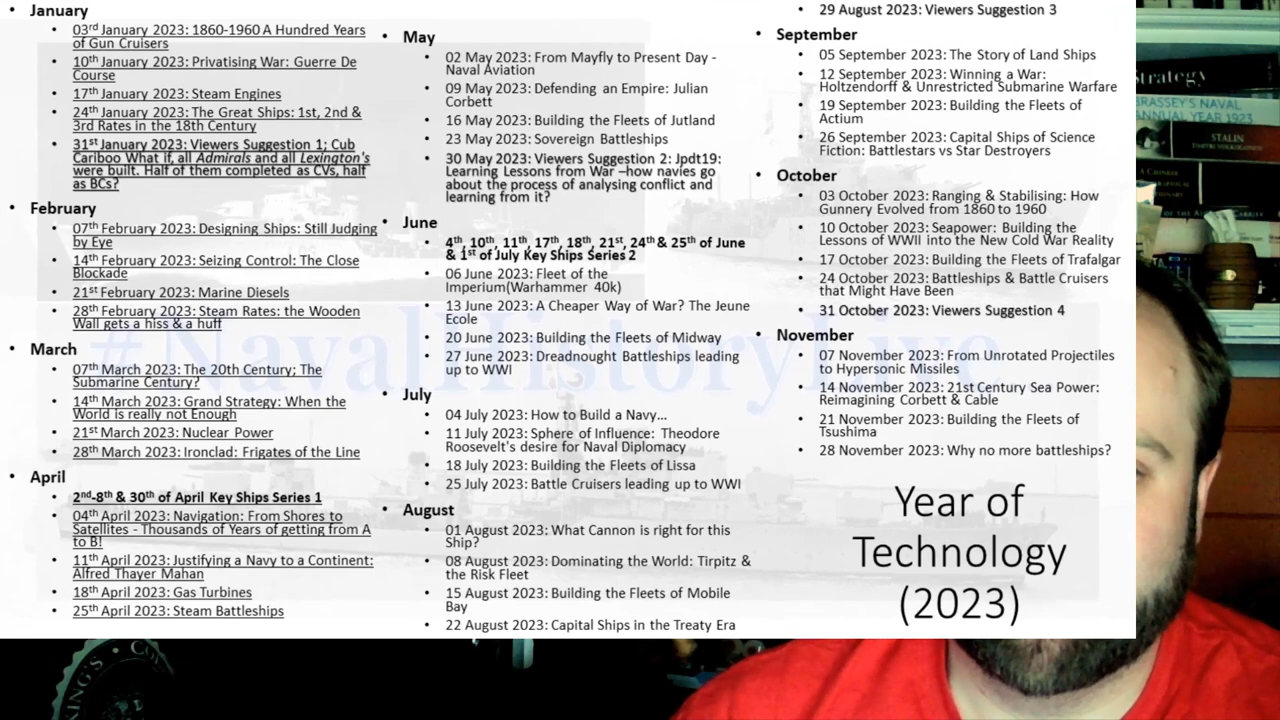 January
03rd January 2023: 1860-1960 A Hundred Years
of Gun Cruisers
10th January 2023: Privatising War: Guerre De
Course
17th January 2023: Steam Engines
24th January 2023: The Great Ships: 1st, 2nd &
3rd Rates in the 18th Century
31st January 2023: Viewers Suggestion 1; Cub
Cariboo What if, all Admirals and all Lexington's
were built. Half of them completed as CVs, half
as BCs?
February
07th February 2023: Designing Ships: Still Judging
by Eye
14th February 2023: Seizing Control: The Close
Blockade
21st February 2023: Marine Diesels
28th February 2023: Steam Rates: the Wooden
Wall gets a hiss & a huff
March
07th March 2023: The 20th Century; The
Submarine Century?
14th March 2023: Grand Strategy: When the
World is really not Enough
21st March 2023: Nuclear Power
28th March 2023: Ironclad: Frigates of the Line
April
2nd-8th & 30th of April Key Ships Series 1
04th April 2023: Navigation: From Shores to
Satellites - Thousands of Years of getting from A
to B!
11th April 2023: Justifying a Navy to a Continent:
Alfred Thayer Mahan
18th April 2023: Gas Turbines
25th April 2023: Steam Battleships
May
02 May 2023: From Mayfly to Present Day -
Naval Aviation
09 May 2023: Defending an Empire: Julian
Corbett
16 May 2023: Building the Fleets of Jutland
23 May 2023: Sovereign Battleships
30 May 2023: Viewers Suggestion 2: Jpdt19:
Learning Lessons from War –how navies go
about the process of analysing conflict and
learning from it?
June
4th, 10th, 11th, 17th, 18th, 21st, 24th & 25th of June
& 1st of July Key Ships Series 2
06 June 2023: Fleet of the
Imperium(Warhammer 40k)
13 June 2023: A Cheaper Way of War? The Jeune
Ecole
20 June 2023: Building the Fleets of Midway
27 June 2023: Dreadnought Battleships leading
up to WWI
July
04 July 2023: How to Build a Navy…
11 July 2023: Sphere of Influence: Theodore
Roosevelt's desire for Naval Diplomacy
18 July 2023: Building the Fleets of Lissa
25 July 2023: Battle Cruisers leading up to WWI
August
01 August 2023: What Cannon is right for this
Ship?
08 August 2023: Dominating the World: Tirpitz &
the Risk Fleet
15 August 2023: Building the Fleets of Mobile
Bay
22 August 2023: Capital Ships in the Treaty Era
29 August 2023: Viewers Suggestion 3
September
05 September 2023: The Story of Land Ships
12 September 2023: Winning a War:
Holtzendorff & Unrestricted Submarine Warfare
19 September 2023: Building the Fleets of
Actium
26 September 2023: Capital Ships of Science
Fiction: Battlestars vs Star Destroyers
October
03 October 2023: Ranging & Stabilising: How
Gunnery Evolved from 1860 to 1960
10 October 2023: Seapower: Building the
Lessons of WWII into the New Cold War Reality
17 October 2023: Building the Fleets of Trafalgar
24 October 2023: Battleships & Battle Cruisers
that Might Have Been
31 October 2023: Viewers Suggestion 4
November
07 November 2023: From Unrotated Projectiles
to Hypersonic Missiles
14 November 2023: 21st Century Sea Power:
Reimagining Corbett & Cable
21 November 2023: Building the Fleets of
Tsushima
28 November 2023: Why no more battleships?
Year of
Technology
(2023)
#NavalHistoryLive
Strategy
BRASSEY'S NAVAL
ANNUAL YEAR 1923
STALIN
KING'S